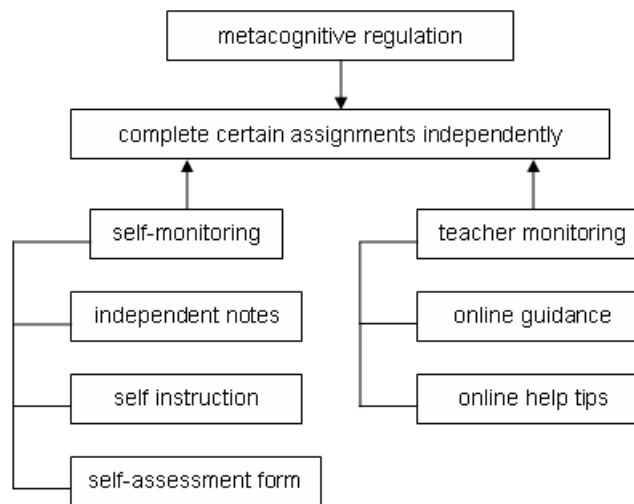 metacognitive regulation
complete certain assignments independently
self-monitoring
independent notes
self instruction
self-assessment form
teacher monitoring
online guidance
online help tips